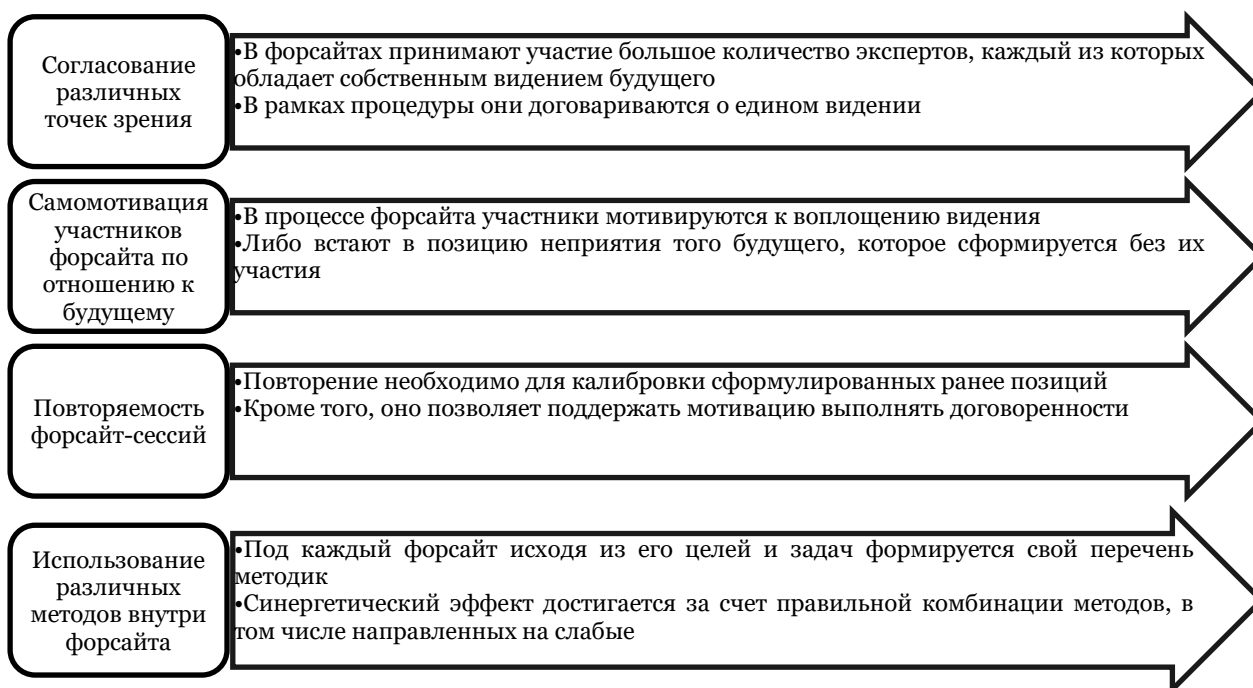 Согласование
различных
точек зрения
•В форсайтах принимают участие большое количество экспертов, каждый из которых
обладает собственным видением будущего
•В рамках процедуры они договариваются о едином видении
Самомотивация
участников
форсайта по
отношению к
будущему
•В процессе форсайта участники мотивируются к воплощению видения
•Либо встают в позицию неприятия того будущего, которое сформируется без их
участия
Повторяемость
форсайт-сессий
•Повторение необходимо для калибровки сформулированных ранее позиций
•Кроме того, оно позволяет поддержать мотивацию выполнять договоренности
Использование
различных
методов внутри
форсайта
•Под каждый форсайт исходя из его целей и задач формируется свой перечень
методик
•Синергетический эффект достигается за счет правильной комбинации методов, в
том числе направленных на слабые